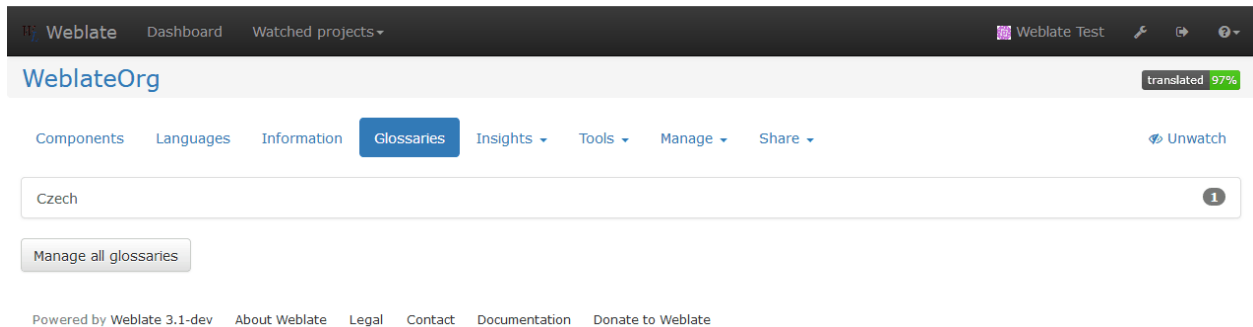 Weblate Dashboard Watched projects Weblate Test
WeblateOrg translated 97%
Components Languages Information Glossaries Insights Tools Manage Share Unwatch
Czech 1
Manage all glossaries
Powered by Weblate 3.1-dev About Weblate Legal Contact Documentation Donate to Weblate